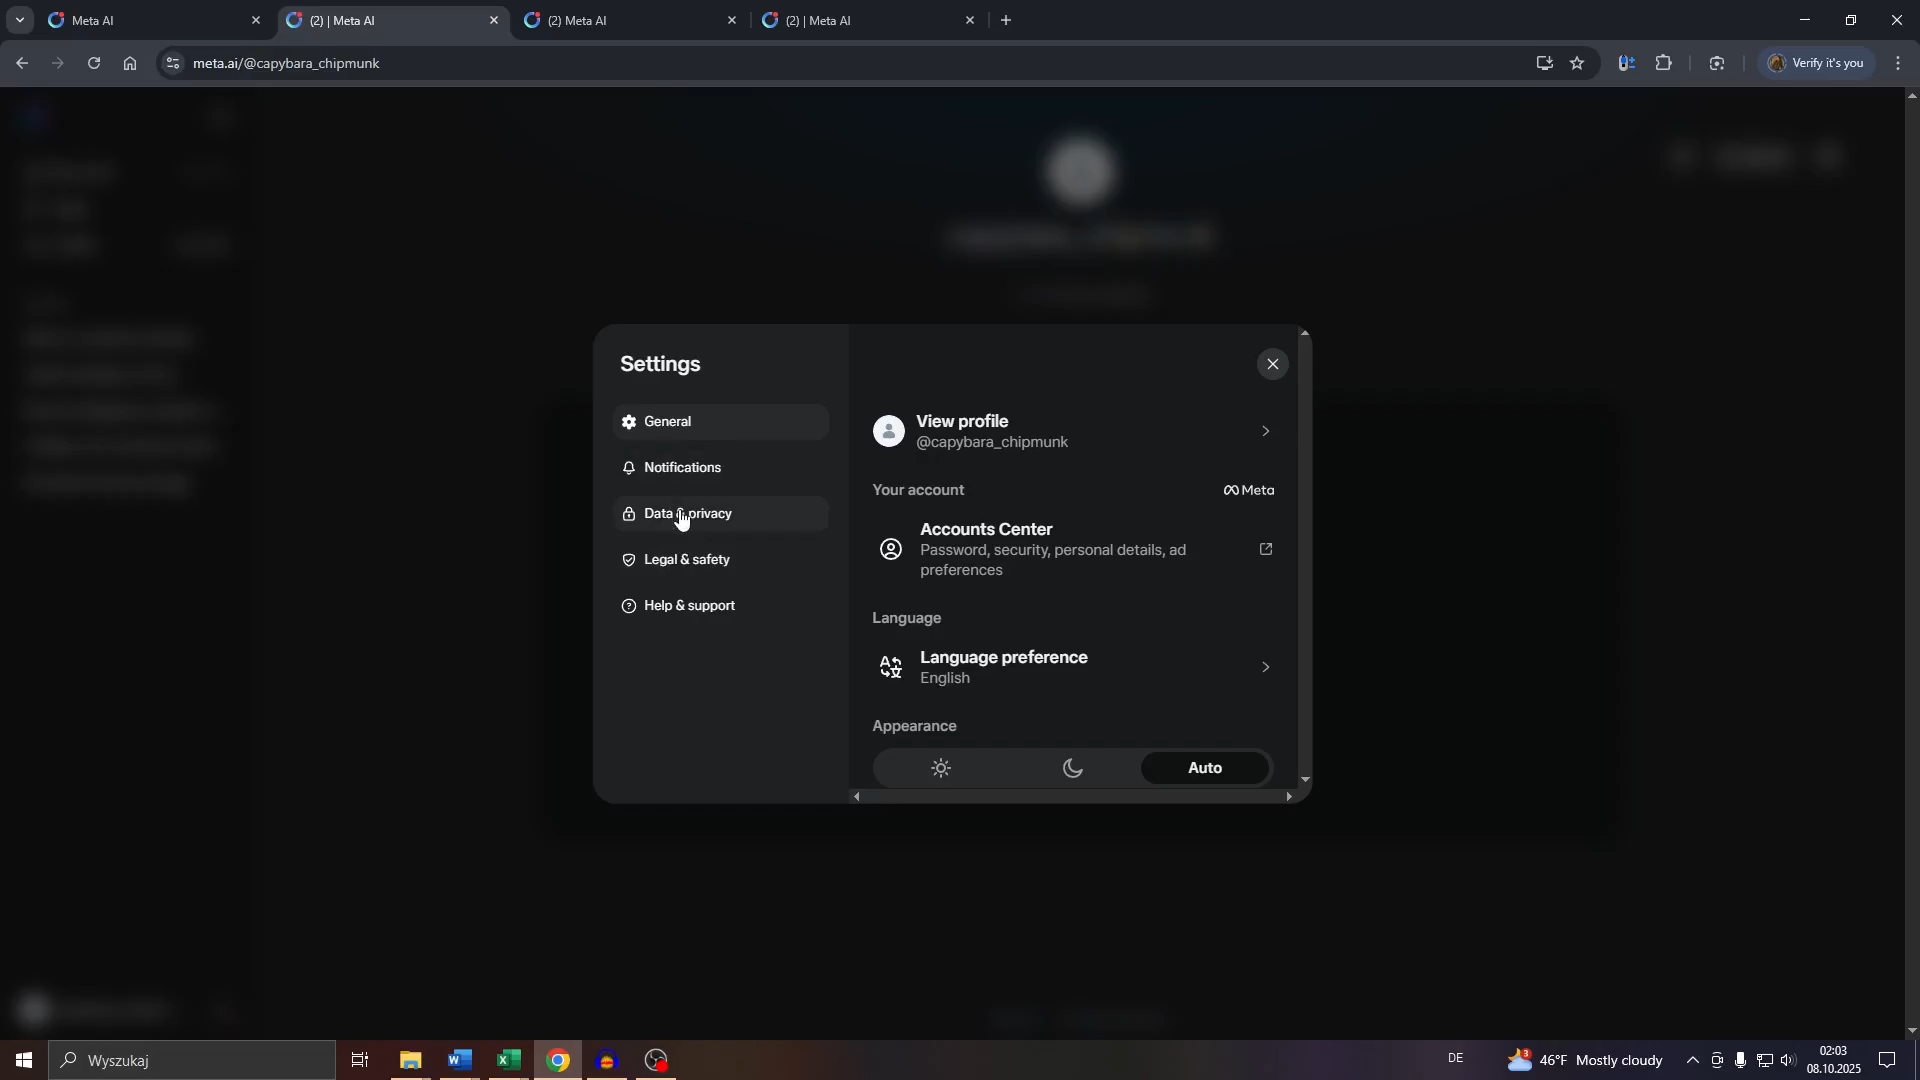 Meta AI
(2) | Meta AI
(2) Meta AI
(2) | Meta AI
meta.ai/@capybara_chipmunk
Verify it's you
Settings
General
Notifications
Data & privacy
Legal & safety
Help & support
View profile
@capybara_chipmunk
Your account
Meta
Accounts Center
Password, security, personal details, ad
preferences
Language
Language preference
English
Appearance
Auto
Wyszukaj
DE
3
46°F Mostly cloudy
02:03
08.10.2025